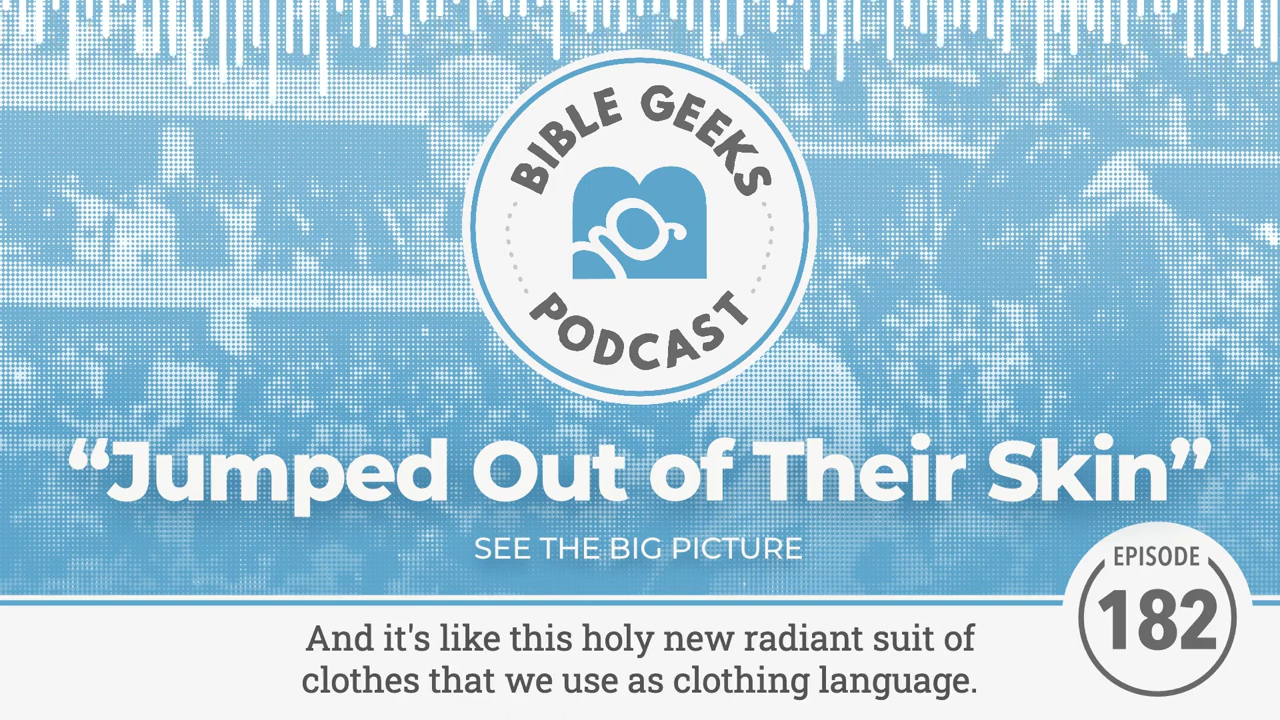 BIBLE GEEKS
PODCAST
“Jumped Out of Their Skin”
SEE THE BIG PICTURE
EPISODE
182
And it's like this holy new radiant suit of
clothes that we use as clothing language.